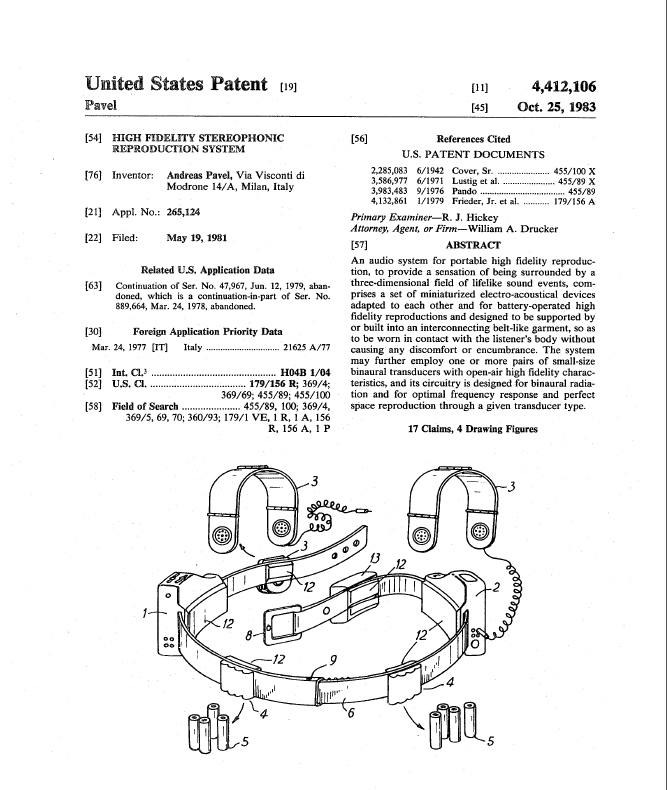 United States Patent [19]
Pavel
[11] 4,412,106
[45] Oct. 25, 1983
[54] HIGH FIDELITY STEREOPHONIC
REPRODUCTION SYSTEM
[76] Inventor: Andreas Pavel, Via Visconti di
Modrone 14/A, Milan, Italy
[21] Appl. No.: 265,124
[22] Filed: May 19, 1981
Related U.S. Application Data
[63] Continuation of Ser. No. 47,967, Jun. 12, 1979, aban-
doned, which is a continuation-in-part of Ser. No.
889,664, Mar. 24, 1978, abandoned.
[30] Foreign Application Priority Data
Mar. 24, 1977 [IT] Italy ............................... 21625 A/77
[51] Int. Cl.³ ............................................. H04B 1/04
[52] U.S. Cl. .................................. 179/156 R; 369/4;
369/69; 455/89; 455/100
[58] Field of Search ..................... 455/89, 100; 369/4,
369/5, 69, 70; 360/93; 179/1 VE, 1 R, 1 A, 156
R, 156 A, 1 P
[56] References Cited
U.S. PATENT DOCUMENTS
2,285,083 6/1942 Cover, Sr. ..................... 455/100 X
3,586,977 6/1971 Lustig et al. ..................... 455/89 X
3,983,483 9/1976 Pando ................................ 455/89
4,132,861 1/1979 Frieder, Jr. et al. ........... 179/156 A
Primary Examiner—R. J. Hickey
Attorney, Agent, or Firm—William A. Drucker
[57] ABSTRACT
An audio system for portable high fidelity reproduc-
tion, to provide a sensation of being surrounded by a
three-dimensional field of lifelike sound events, com-
prises a set of miniaturized electro-acoustical devices
adapted to each other and for battery-operated high
fidelity reproductions and designed to be supported by
or built into an interconnecting belt-like garment, so as
to be worn in contact with the listener's body without
causing any discomfort or encumbrance. The system
may further employ one or more pairs of small-size
binaural transducers with open-air high fidelity charac-
teristics, and its circuitry is designed for binaural radia-
tion and for optimal frequency response and perfect
space reproduction through a given transducer type.
17 Claims, 4 Drawing Figures
3
3
3
13
12
12
1
2
12
8
12
12
9
12
4
4
6
5
5